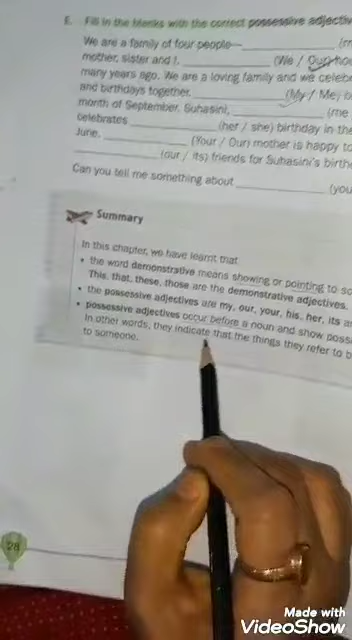 E. Fill in the blanks with the correct possessive adjectiv
We are a family of four people—
mother, sister and I. (We / Our) ho
many years ago. We are a loving family and we celeb
and birthdays together. (My / Me) b
month of September. Suhasini, (me
celebrates (her / she) birthday in the
June. (Your / Our) mother is happy to
(our / its) friends for Suhasini's birth
Can you tell me something about (you
Summary
In this chapter, we have learnt that
• the word demonstrative means showing or pointing to so
This, that, these, those are the demonstrative adjectives.
• the possessive adjectives are my, our, your, his, her, its a
• possessive adjectives occur before a noun and show poss
In other words, they indicate that the things they refer to b
to someone.
28
Made with
VideoShow